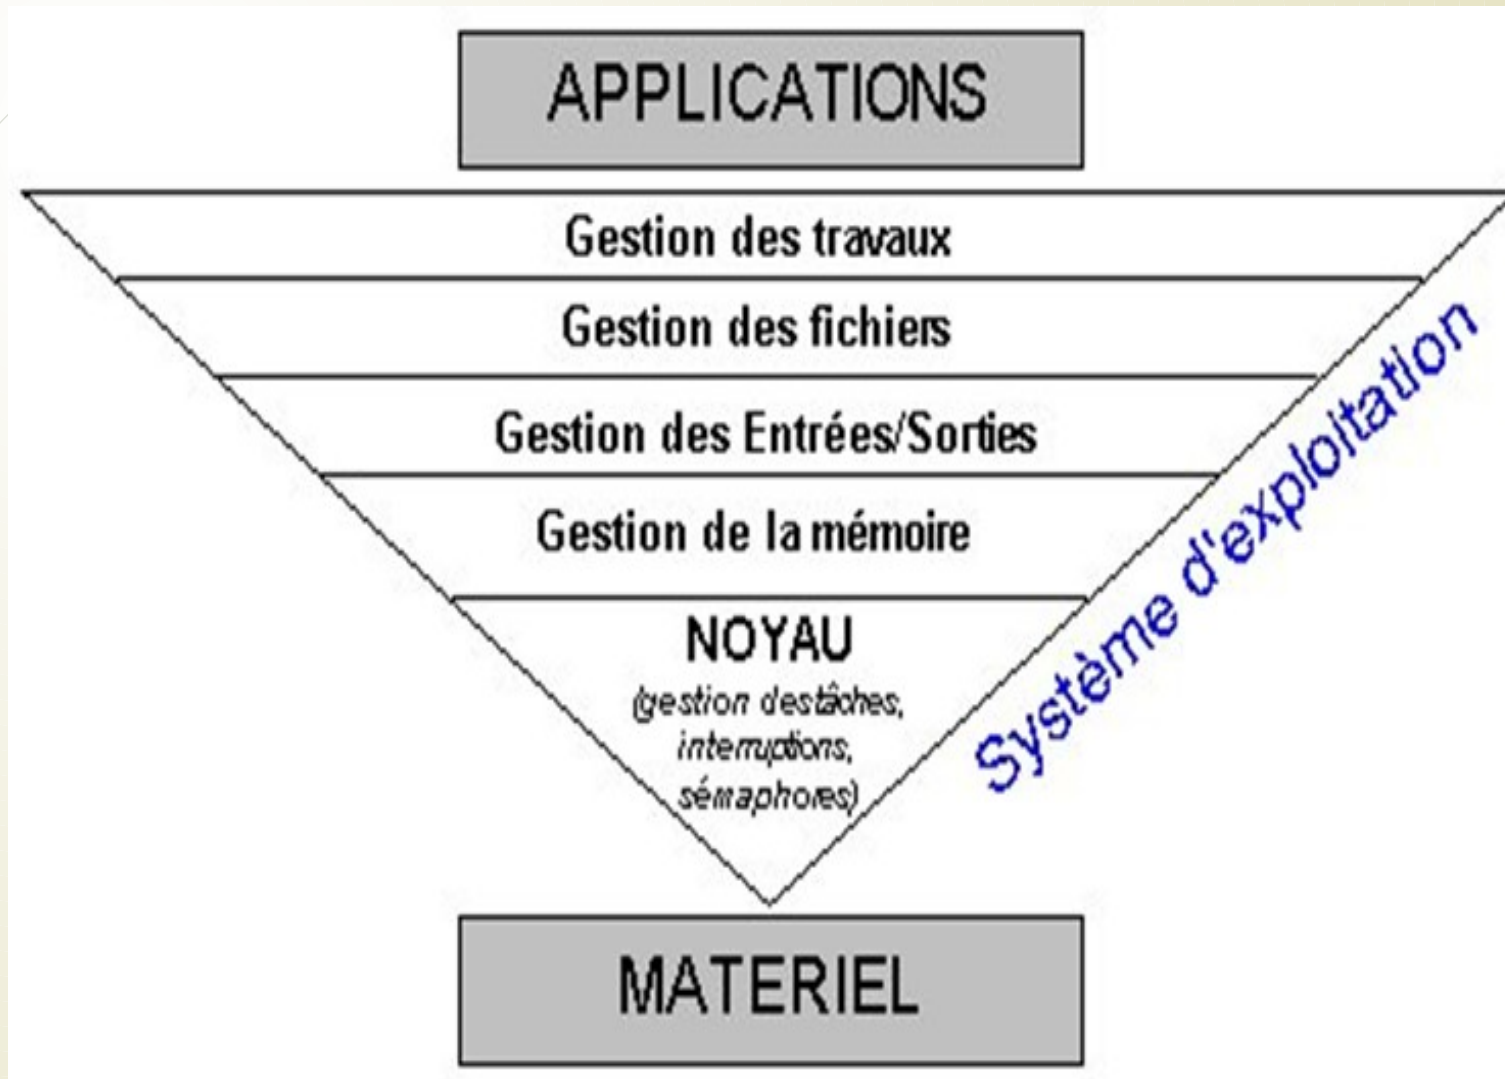 APPLICATIONS
Gestion des travaux
Gestion des fichiers
Gestion des Entrées/Sorties
Gestion de la mémoire
NOYAU
(gestion des tâches,
interruptions,
sémaphores)
Système d'exploitation
MATERIEL